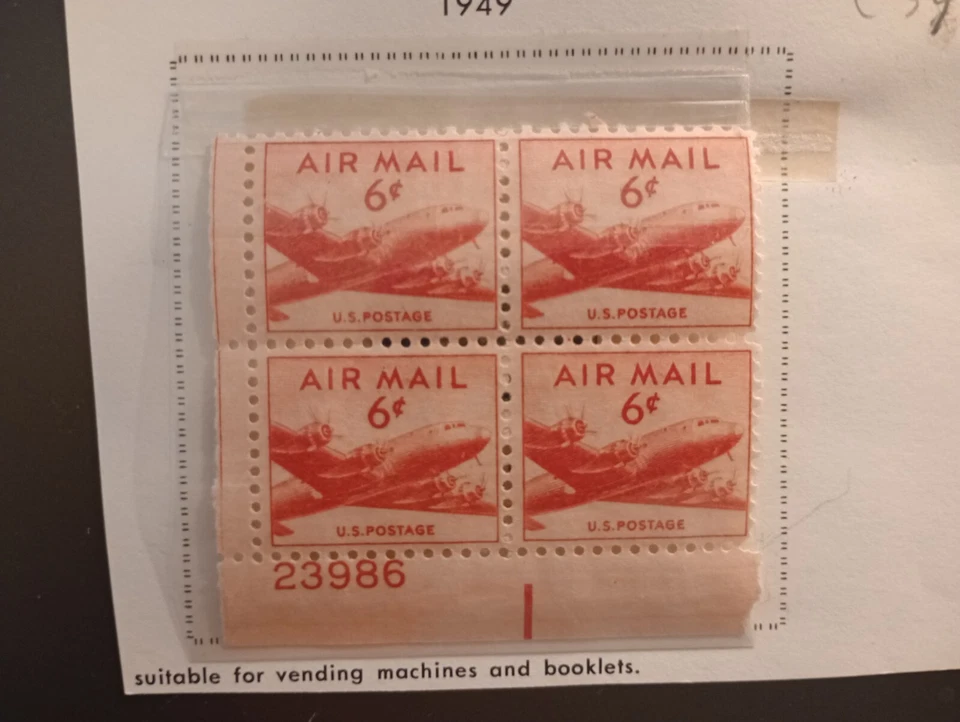 1949
AIR MAIL AIR MAIL
6¢ 6¢
U.S.POSTAGE U.S.POSTAGE
AIR MAIL AIR MAIL
6¢ 6¢
U.S.POSTAGE U.S.POSTAGE
23986
suitable for vending machines and booklets.